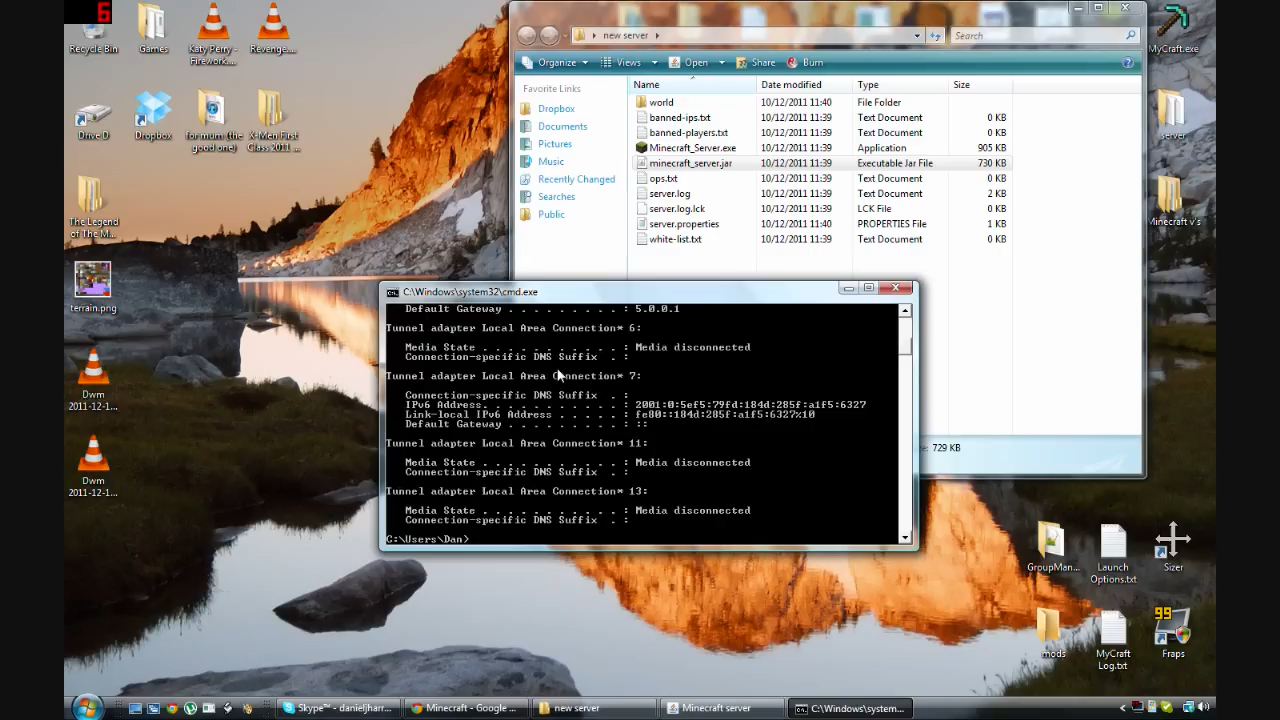 6
Recycle Bin
Games
Katy Perry -
Firework....
Revenge....
Drive D
Dropbox
for mum (the
good one)
X-Men First
Class 2011 ...
The Legend
of The M...
terrain.png
Dwm
2011-12-1...
Dwm
2011-12-1...
new server
Search
Organize
Views
Open
Share
Burn
Favorite Links
Dropbox
Documents
Pictures
Music
Recently Changed
Searches
Public
Name Date modified Type Size
world 10/12/2011 11:40 File Folder
banned-ips.txt 10/12/2011 11:39 Text Document 0 KB
banned-players.txt 10/12/2011 11:39 Text Document 0 KB
Minecraft_Server.exe 10/12/2011 11:39 Application 905 KB
minecraft_server.jar 10/12/2011 11:39 Executable Jar File 730 KB
ops.txt 10/12/2011 11:39 Text Document 0 KB
server.log 10/12/2011 11:39 Text Document 2 KB
server.log.lck 10/12/2011 11:39 LCK File 0 KB
server.properties 10/12/2011 11:39 PROPERTIES File 1 KB
white-list.txt 10/12/2011 11:39 Text Document 0 KB
729 KB
C:\Windows\system32\cmd.exe
Default Gateway . . . . . . . . . : 5.0.0.1
Tunnel adapter Local Area Connection* 6:
Media State . . . . . . . . . . . : Media disconnected
Connection-specific DNS Suffix  . :
Tunnel adapter Local Area Connection* 7:
Connection-specific DNS Suffix  . :
IPv6 Address. . . . . . . . . . . : 2001:0:5ef5:79fd:184d:285f:a1f5:6327
Link-local IPv6 Address . . . . . : fe80::184d:285f:a1f5:6327%10
Default Gateway . . . . . . . . . : ::
Tunnel adapter Local Area Connection* 11:
Media State . . . . . . . . . . . : Media disconnected
Connection-specific DNS Suffix  . :
Tunnel adapter Local Area Connection* 13:
Media State . . . . . . . . . . . : Media disconnected
Connection-specific DNS Suffix  . :
C:\Users\Dan>
MyCraft.exe
server
Minecraft v's
GroupMan...
Launch
Options.txt
Sizer
mods
MyCraft
Log.txt
99
Fraps
Skype™ - danieljharr...
Minecraft - Google ...
new server
Minecraft server
C:\Windows\system...